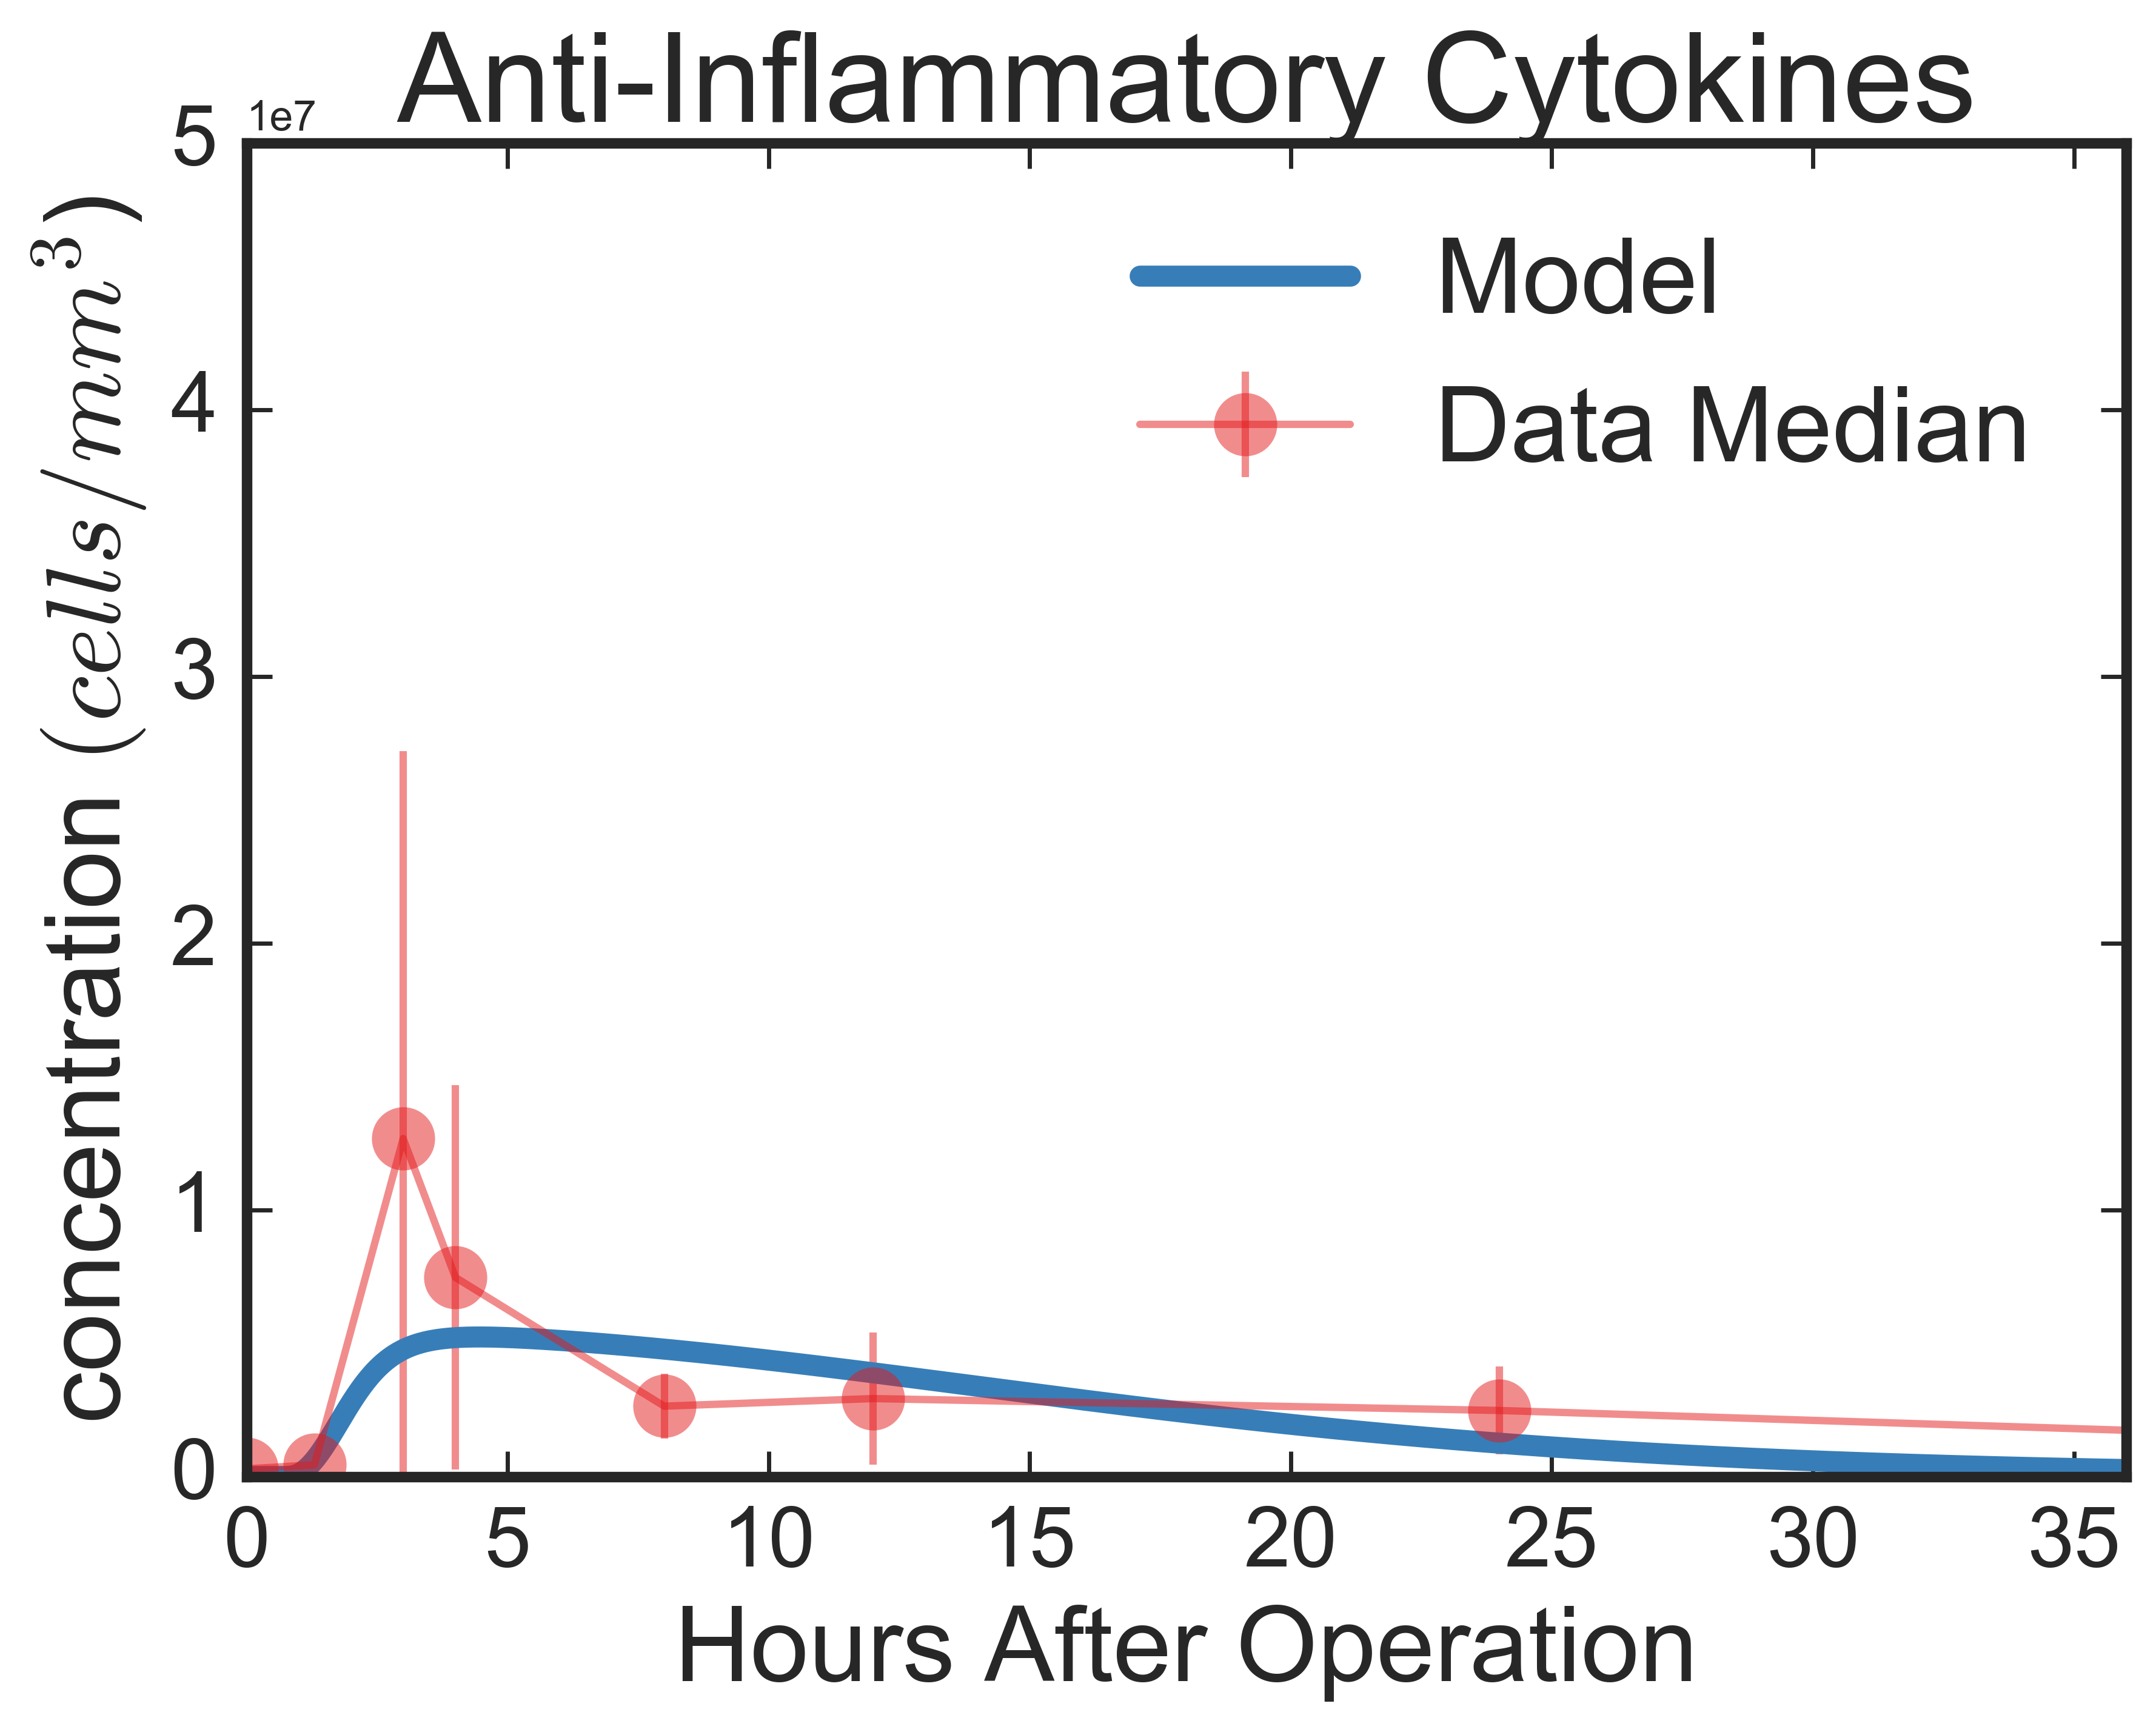 Anti-Inflammatory Cytokines
1e7
5
4
3
2
1
0
concentration (cells/mm³)
Model
Data Median
0 5 10 15 20 25 30 35
Hours After Operation